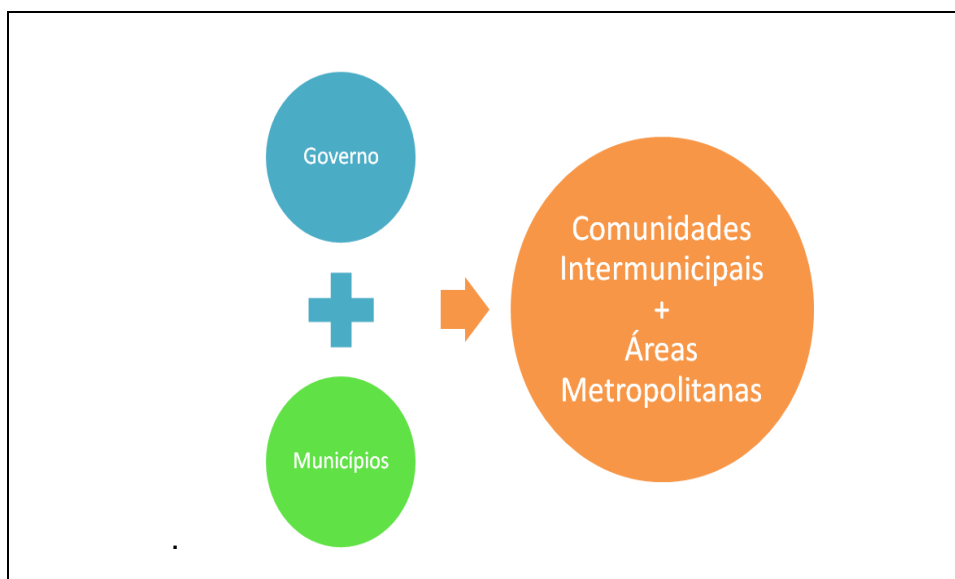 Governo
Municípios
Comunidades
Intermunicipais
+
Áreas
Metropolitanas
.